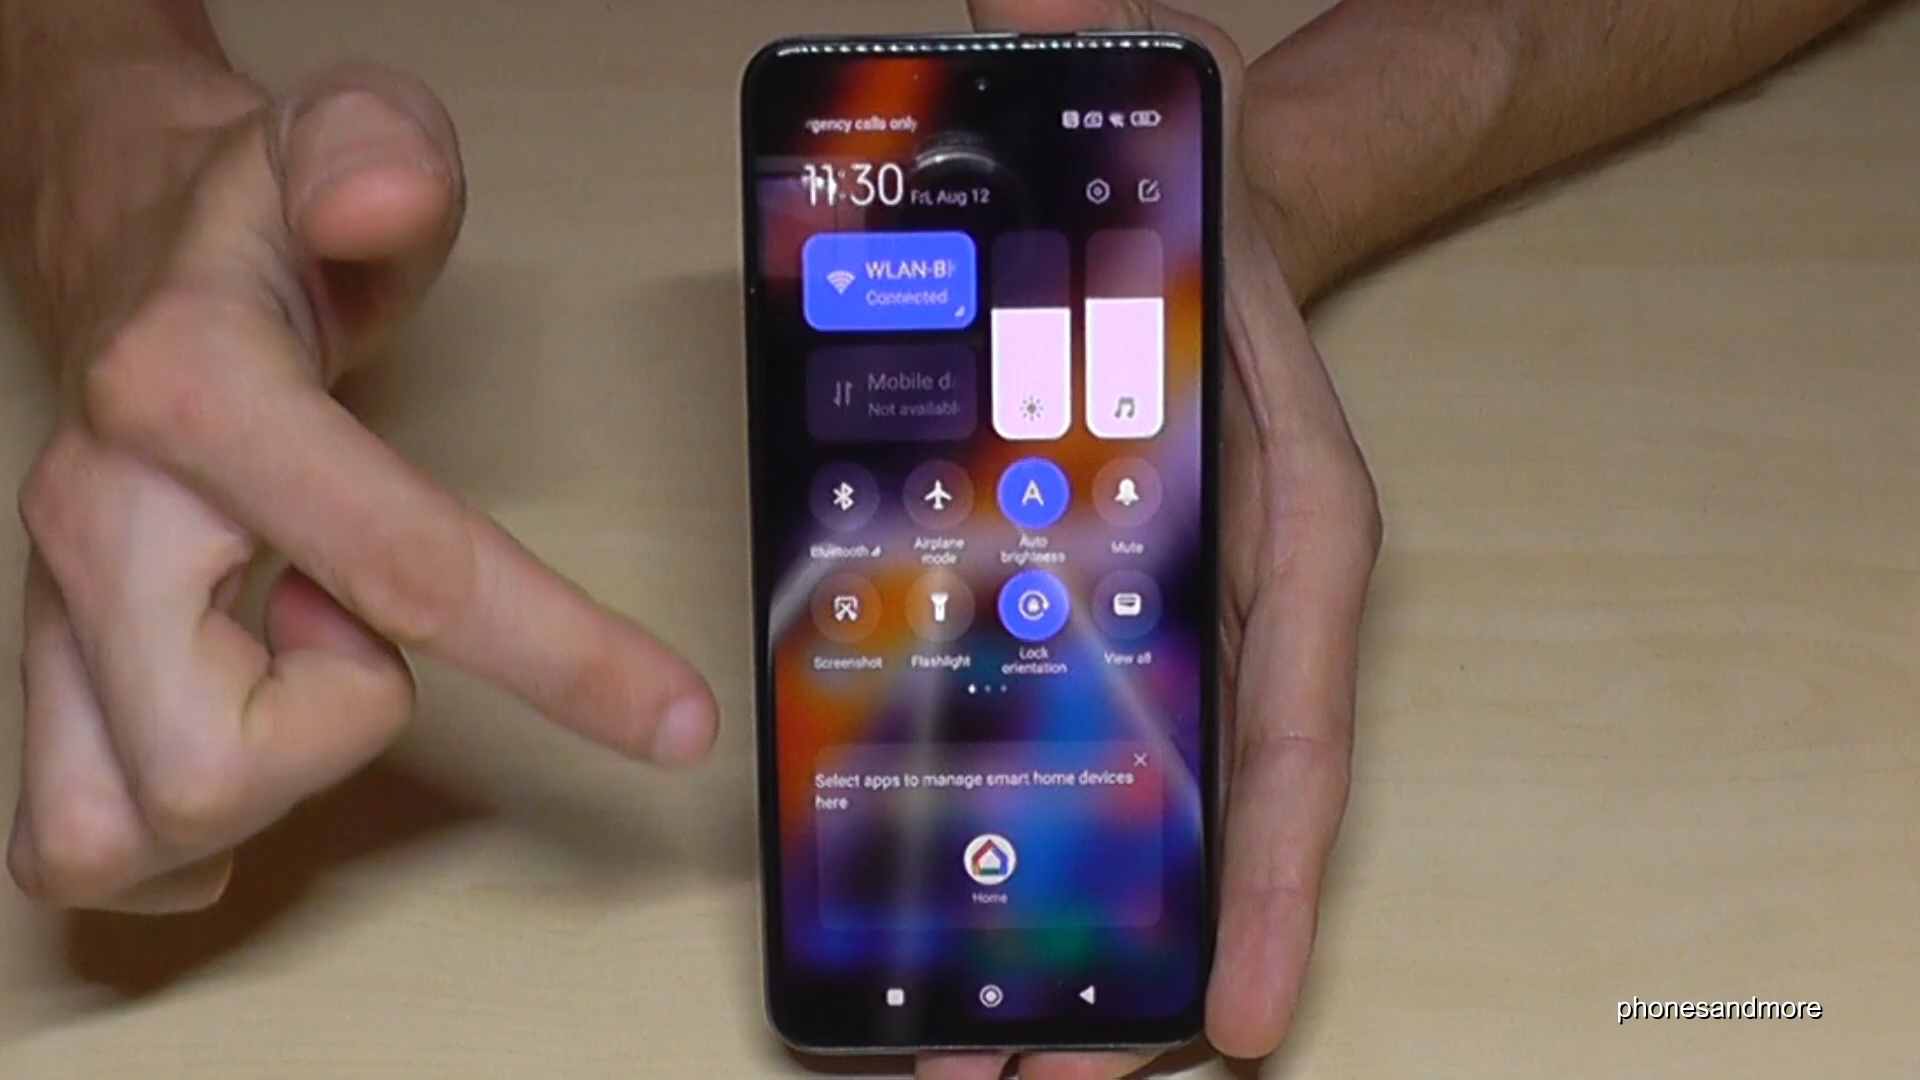 gency calls only
11:30 Fri, Aug 12
WLAN-B
Connected
Mobile d
Not availabl
Bluetooth
Airplane
mode
A
Auto
brightness
Mute
Screenshot
Flashlight
Lock
orientation
View all
Select apps to manage smart home devices
here
Home
phonesandmore